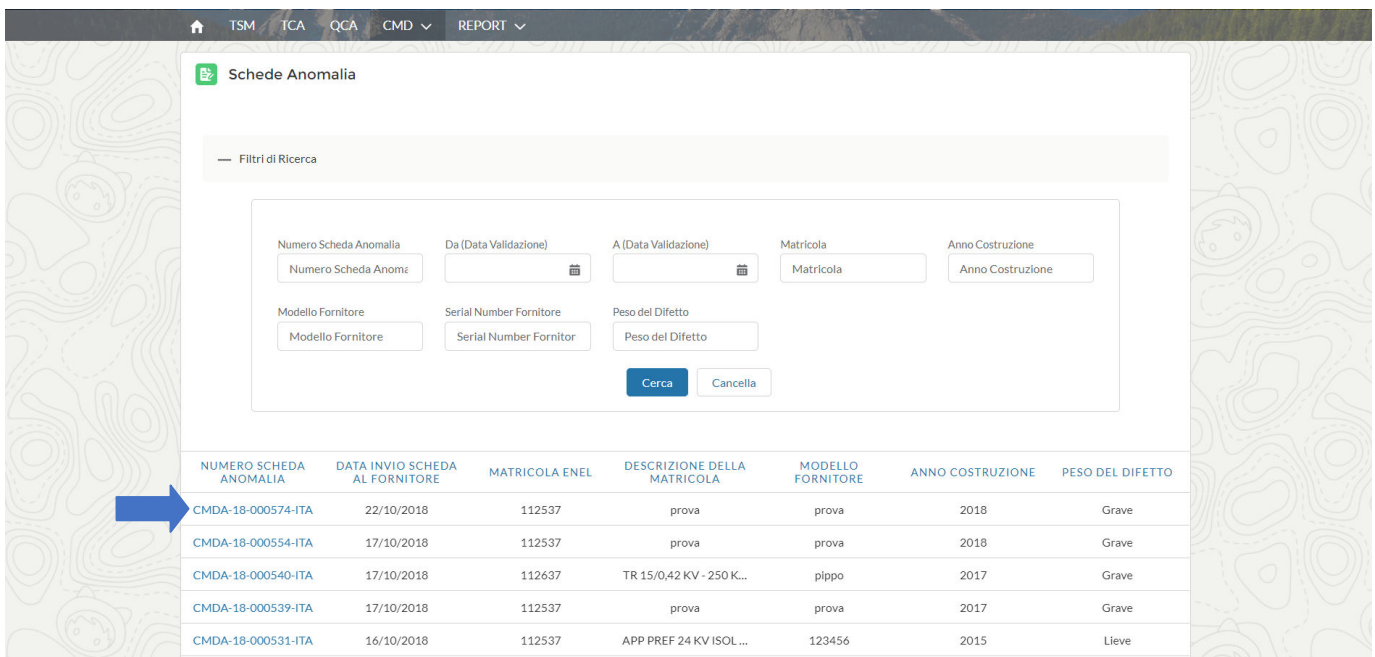 TSM TCA QCA CMD REPORT
Schede Anomalia
— Filtri di Ricerca
Numero Scheda Anomalia Da (Data Validazione) A (Data Validazione) Matricola Anno Costruzione
Numero Scheda Anoma Matricola Anno Costruzione
Modello Fornitore Serial Number Fornitore Peso del Difetto
Modello Fornitore Serial Number Fornitor Peso del Difetto
Cerca Cancella
NUMERO SCHEDA DATA INVIO SCHEDA MATRICOLA ENEL DESCRIZIONE DELLA MODELLO ANNO COSTRUZIONE PESO DEL DIFETTO
ANOMALIA AL FORNITORE MATRICOLA FORNITORE
CMDA-18-000574-ITA 22/10/2018 112537 prova prova 2018 Grave
CMDA-18-000554-ITA 17/10/2018 112537 prova prova 2018 Grave
CMDA-18-000540-ITA 17/10/2018 112637 TR 15/0,42 KV - 250 K... pippo 2017 Grave
CMDA-18-000539-ITA 17/10/2018 112537 prova prova 2017 Grave
CMDA-18-000531-ITA 16/10/2018 112537 APP PREF 24 KV ISOL ... 123456 2015 Lieve